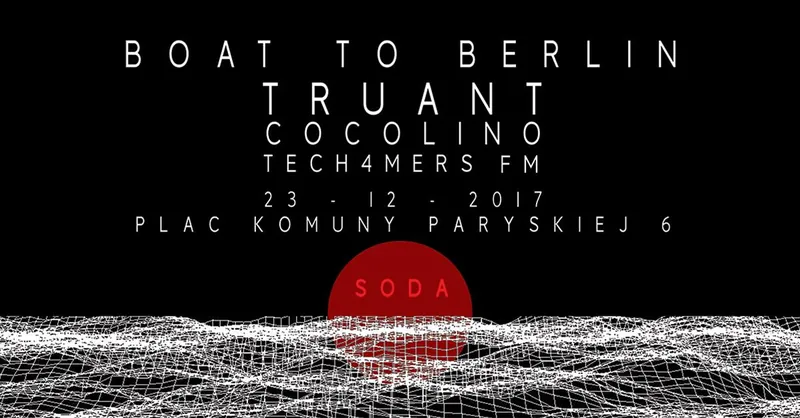 BOAT TO BERLIN
TRUANT
COCOLINO
TECH4MERS FM
23 - 12 - 2017
PLAC KOMUNY PARYSKIEJ 6
SODA